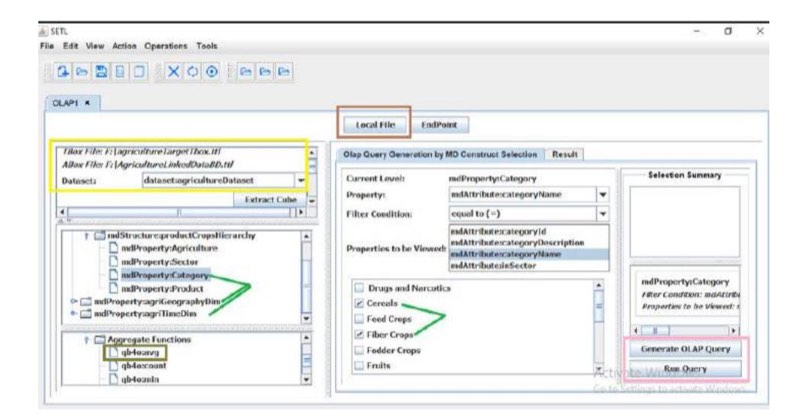 SETL
File Edit View Action Operations Tools
OLAP1
Local File EndPoint
TBox File: F:\agricultureTargetTbox.ttl
ABox File: F:\AgricultureLinkedDataBD.ttl
Dataset: dataset:agricultureDataset
Extract Cube
mdStructure:productCropsHierarchy
mdProperty:Agriculture
mdProperty:Sector
mdProperty:Category
mdProperty:Product
mdProperty:agriGeographyDim
mdProperty:agriTimeDim
Aggregate Functions
qb4o:avg
qb4o:count
qb4o:min
Olap Query Generation by MD Construct Selection Result
Current Level: mdProperty:Category
Property: mdAttribute:categoryName
Filter Condition: equal to (=)
Properties to be Viewed:
mdAttribute:categoryId
mdAttribute:categoryDescription
mdAttribute:categoryName
mdAttribute:inSector
Drugs and Narcotics
Cereals
Feed Crops
Fiber Crops
Fodder Crops
Fruits
Selection Summary
mdProperty:Category
Filter Condition: mdAttribu
Properties to be Viewed:
Generate OLAP Query
Run Query
Activate Windows
Go to Settings to activate Windows.